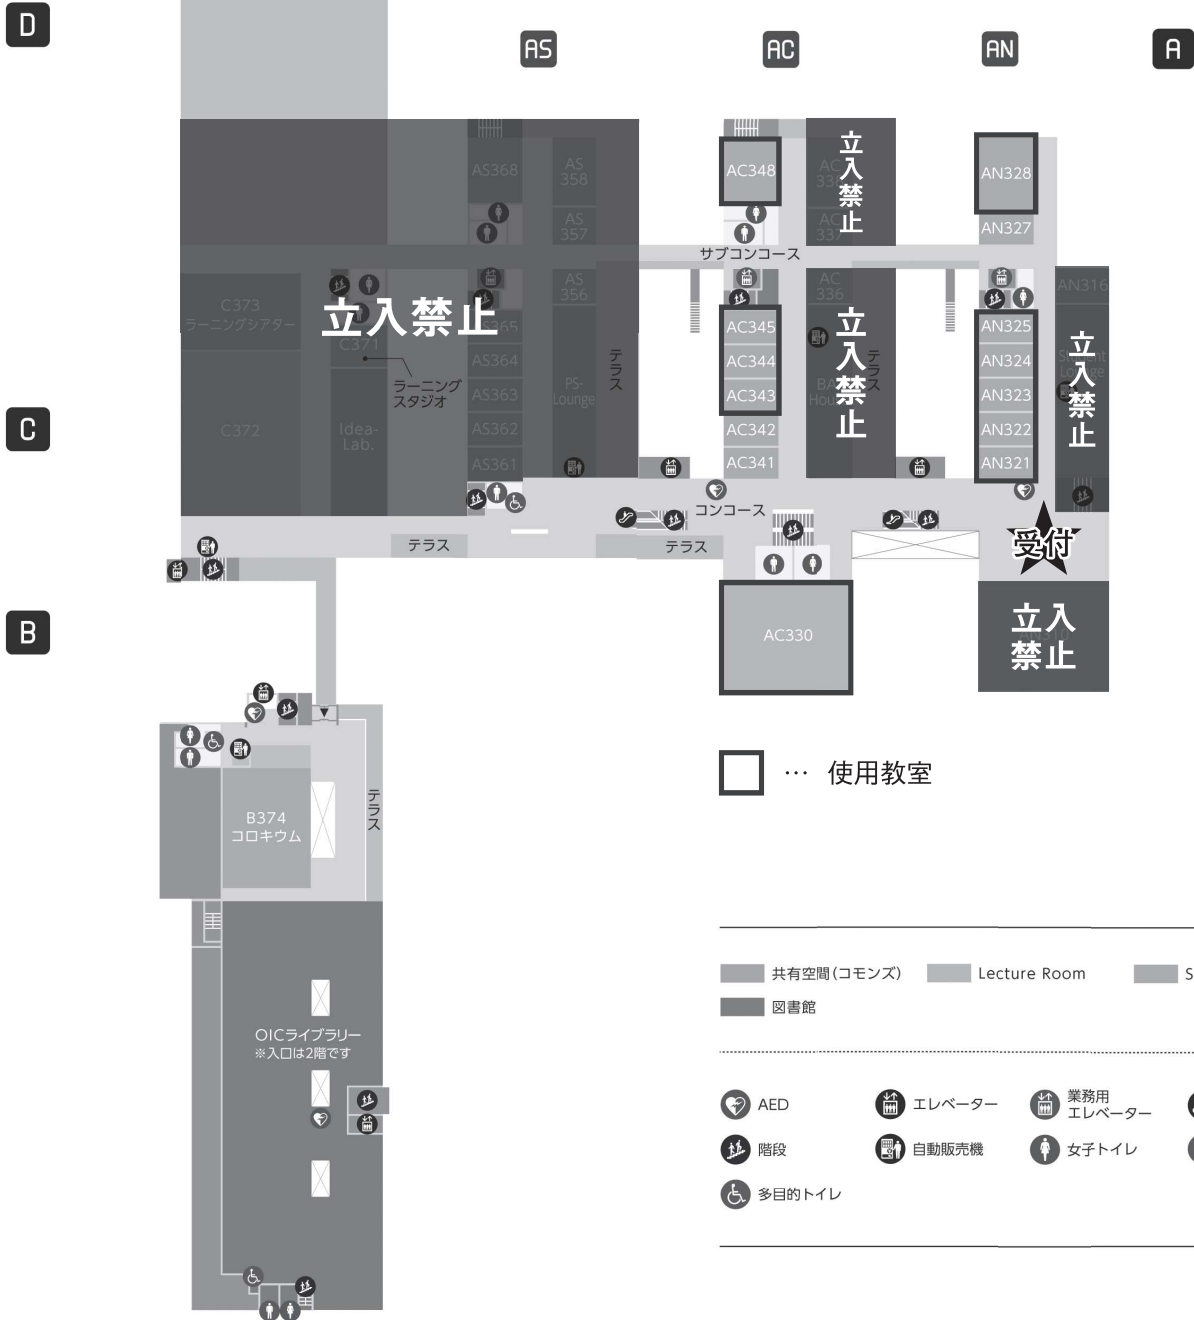 D
AS
AC
AN
A
AS368
AS
358
AC348
AC
立入禁止
AN328
AS
357
AC
337
AN327
サブコンコース
C373
ラーニングシアター
立入禁止
AS
356
AC
336
AN316
C371
ラーニング
スタジオ
AS364
AS363
AS362
AS361
PS-
Lounge
テラス
AC345
AC344
AC343
AC342
AC341
立入禁止
テラス
AN325
AN324
AN323
AN322
AN321
Lounge
立入禁止
C
C372
Idea-
Lab.
コンコース
テラス
テラス
受付
B
AC330
立入
禁止
… 使用教室
B374
コロキウム
テラス
共有空間(コモンズ)
Lecture Room
S
図書館
OICライブラリー
※入口は2階です
AED
エレベーター
業務用
エレベーター
階段
自動販売機
女子トイレ
多目的トイレ